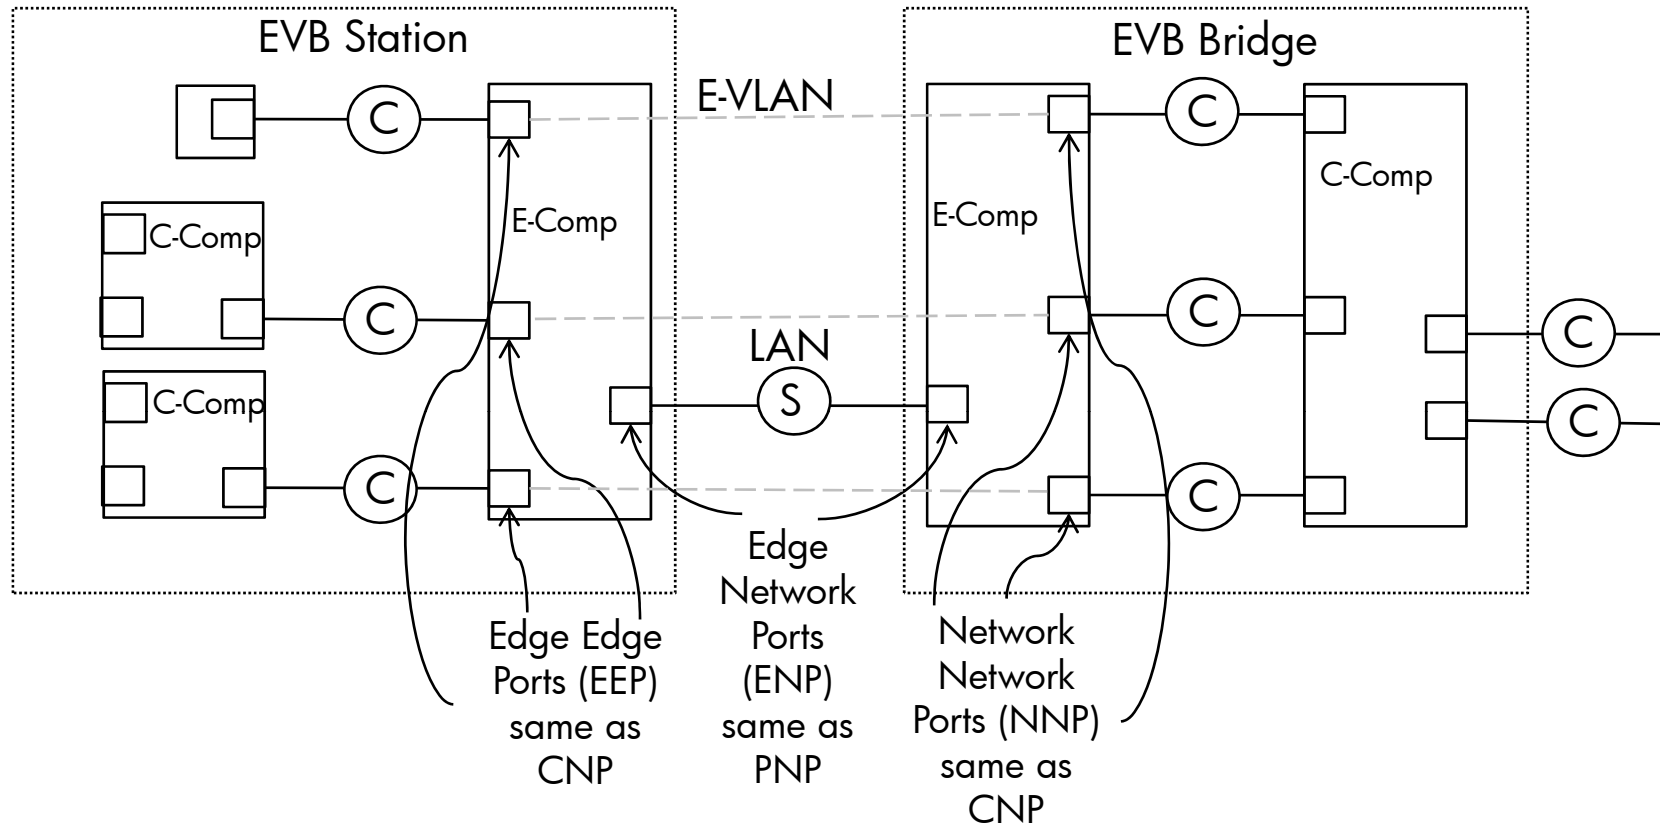 EVB Station
EVB Bridge
E-VLAN
C
C
C-Comp
E-Comp
E-Comp
C-Comp
C
C
LAN
C
C
C-Comp
S
C
C
Edge
Network
Ports
(ENP)
same as
PNP
Edge Edge
Ports (EEP)
same as
CNP
Network
Network
Ports (NNP)
same as
CNP